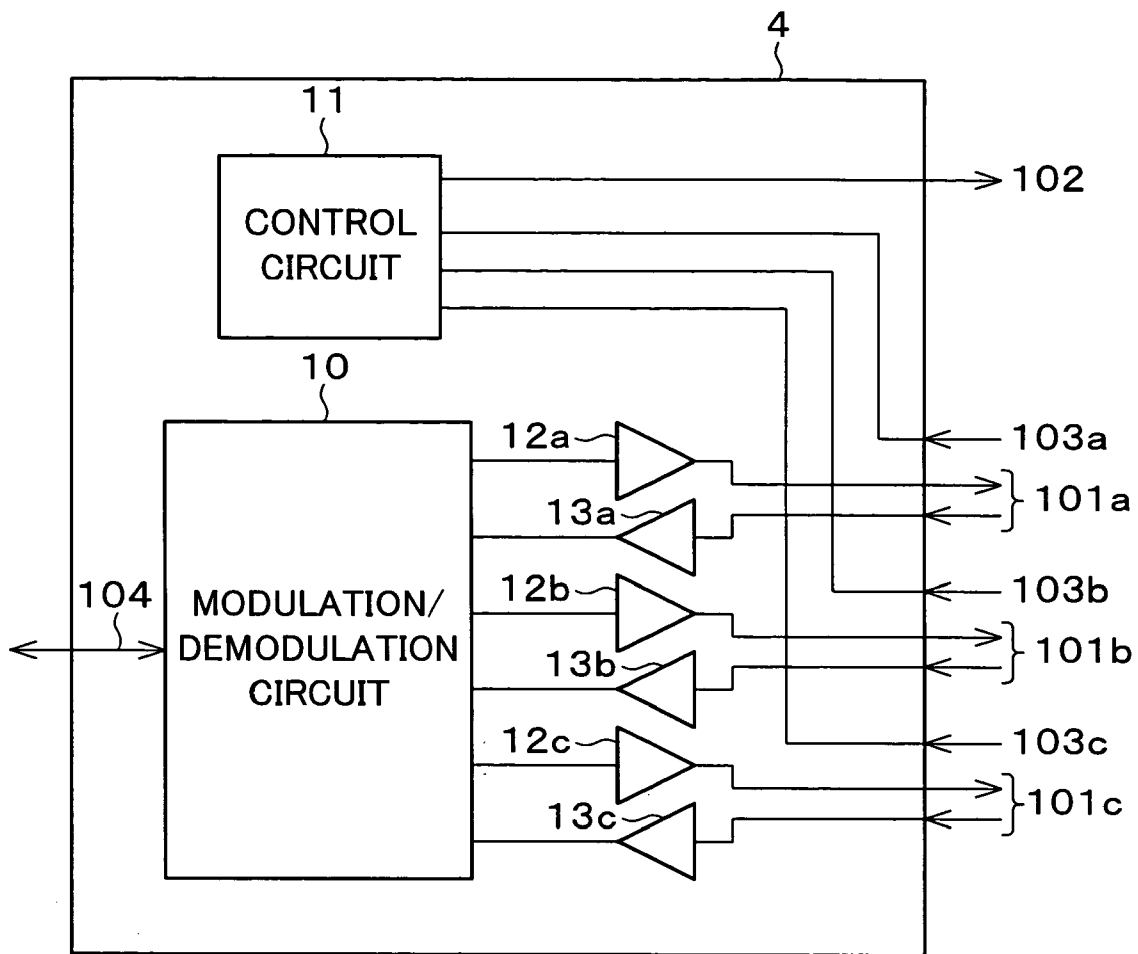 4
11
CONTROL
CIRCUIT
102
10
12a
103a
101a
13a
104
MODULATION/
DEMODULATION
CIRCUIT
12b
103b
101b
13b
12c
103c
101c
13c